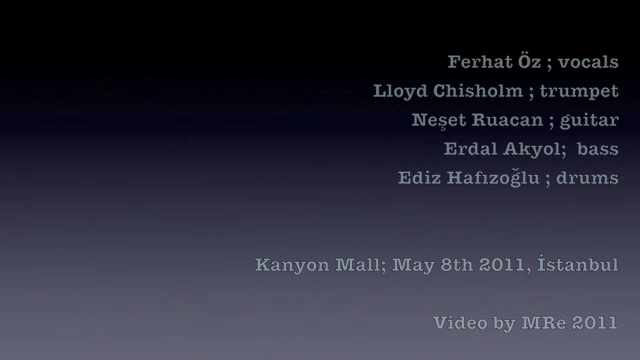 Ferhat Öz ; vocals
Lloyd Chisholm ; trumpet
Neşet Ruacan ; guitar
Erdal Akyol;  bass
Ediz Hafızoğlu ; drums
Kanyon Mall; May 8th 2011, İstanbul
Video by MRe 2011